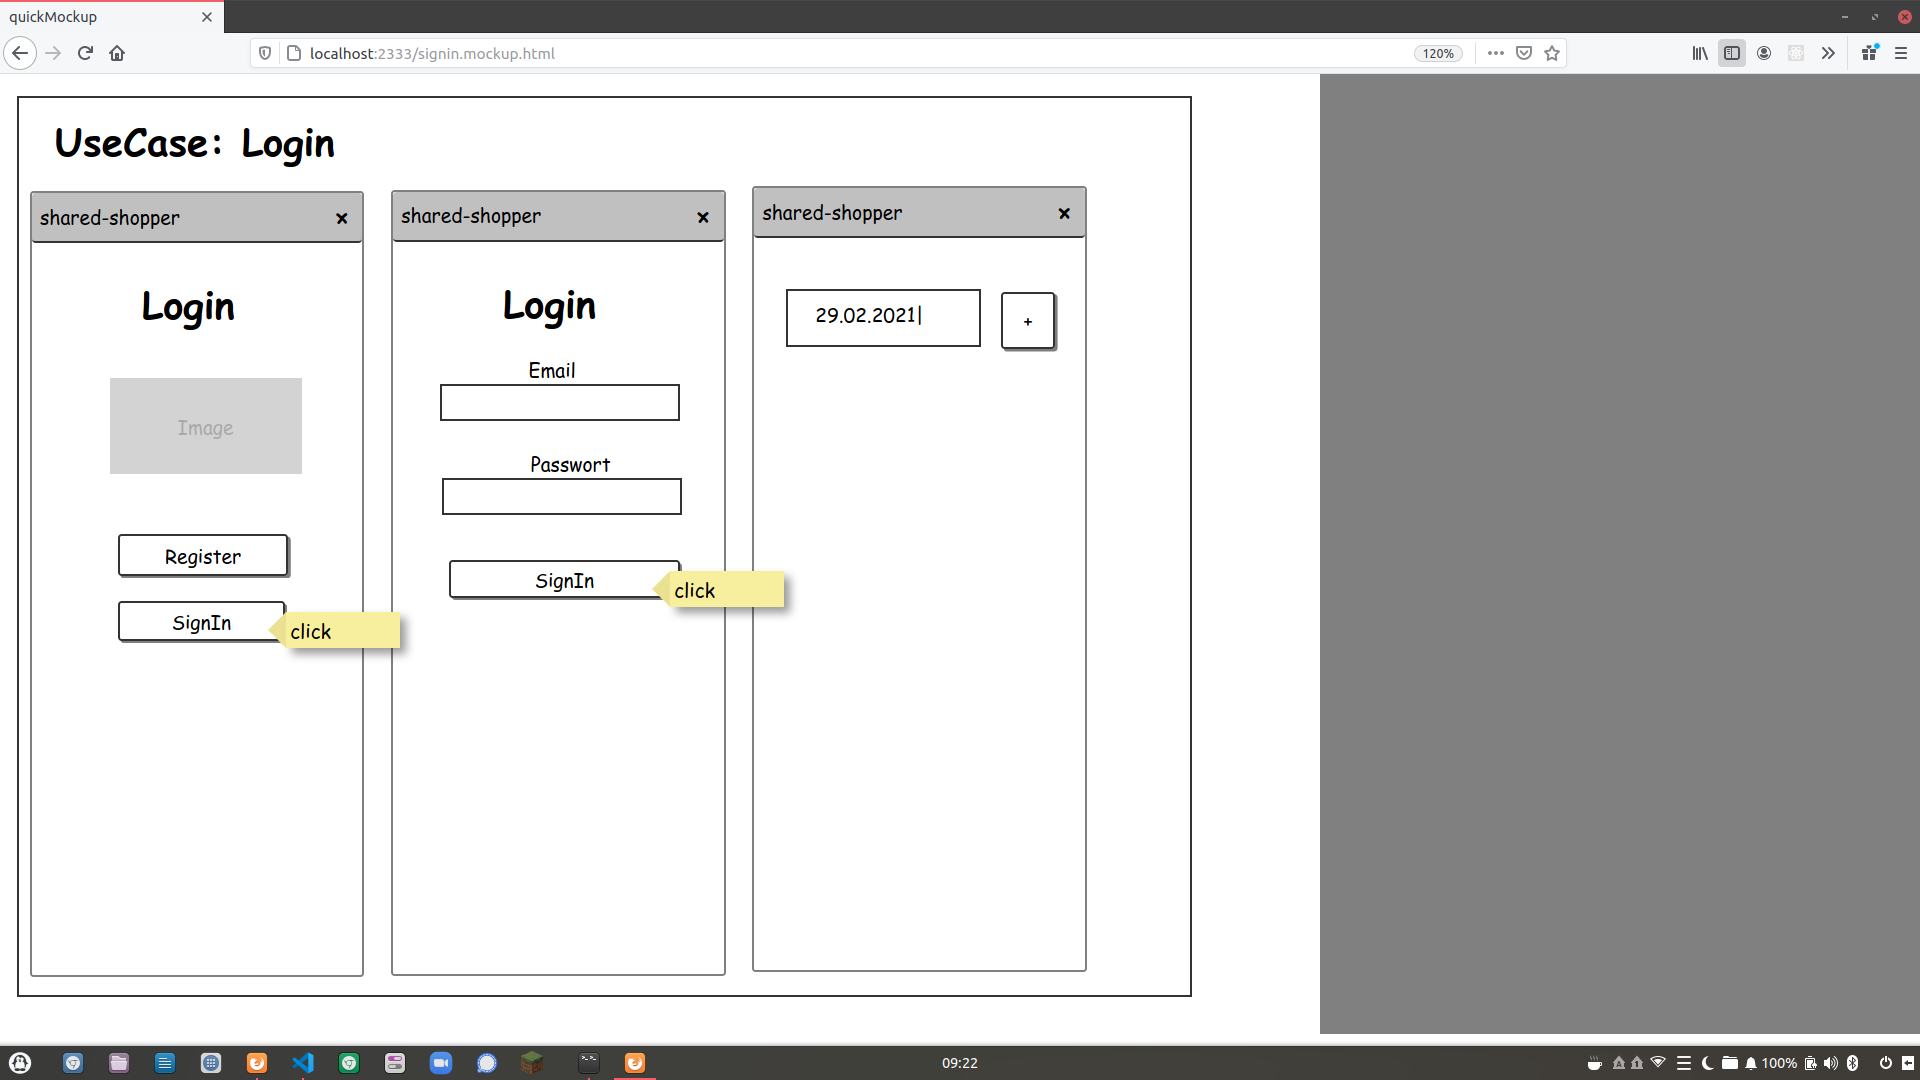 quickMockup
localhost:2333/signin.mockup.html
120%
UseCase: Login
shared-shopper
Login
Image
Register
SignIn
click
shared-shopper
Login
Email
Passwort
SignIn
click
shared-shopper
29.02.2021
+
09:22
100%